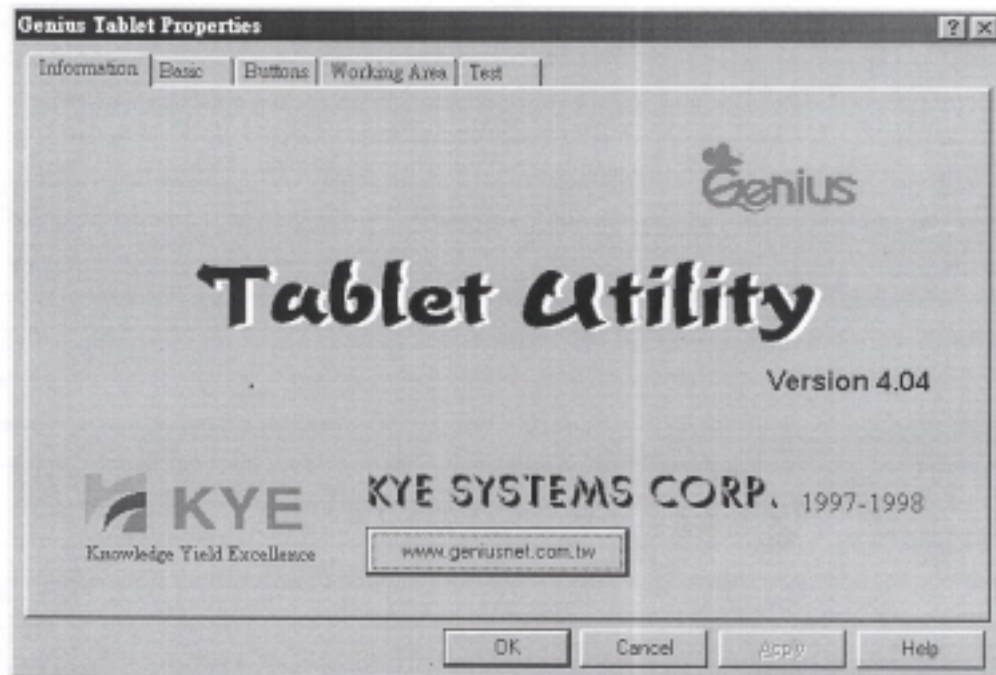 Genius Tablet Properties
Information Basic Buttons Working Area Test
Genius
Tablet Utility
Version 4.04
KYE
Knowledge Yield Excellence
KYE SYSTEMS CORP. 1997-1998
www.geniusnet.com.tw
OK Cancel Apply Help